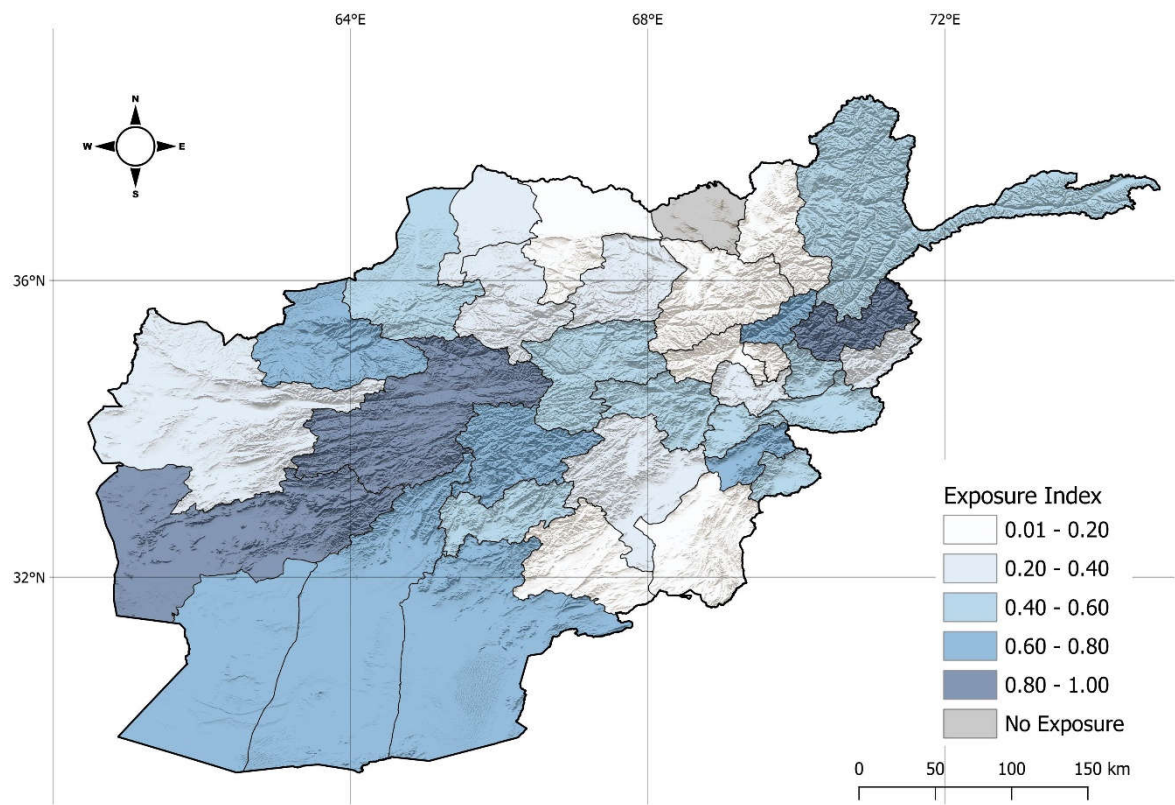 64°E 68°E 72°E
N
W E
S
36°N
32°N
Exposure Index
0.01 - 0.20
0.20 - 0.40
0.40 - 0.60
0.60 - 0.80
0.80 - 1.00
No Exposure
0 50 100 150 km